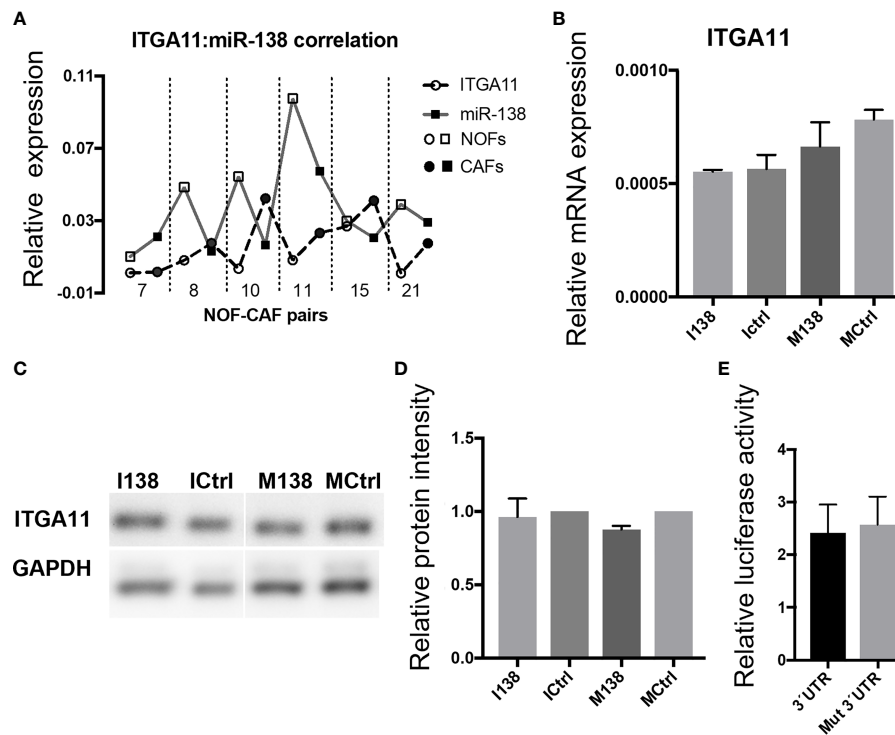 A
ITGA11:miR-138 correlation
Relative expression
0.11
0.07
0.03
-0.01
7 8 10 11 15 21
NOF-CAF pairs
ITGA11
miR-138
NOFs
CAFs
B
ITGA11
Relative mRNA expression
0.0010
0.0005
0.0000
I138 Ictrl M138 MCtrl
C
I138 ICtrl M138 MCtrl
ITGA11
GAPDH
D
Relative protein intensity
1.5
1.0
0.5
0.0
I138 ICtrl M138 MCtrl
E
Relative luciferase activity
4
3
2
1
0
3´UTR Mut 3´UTR